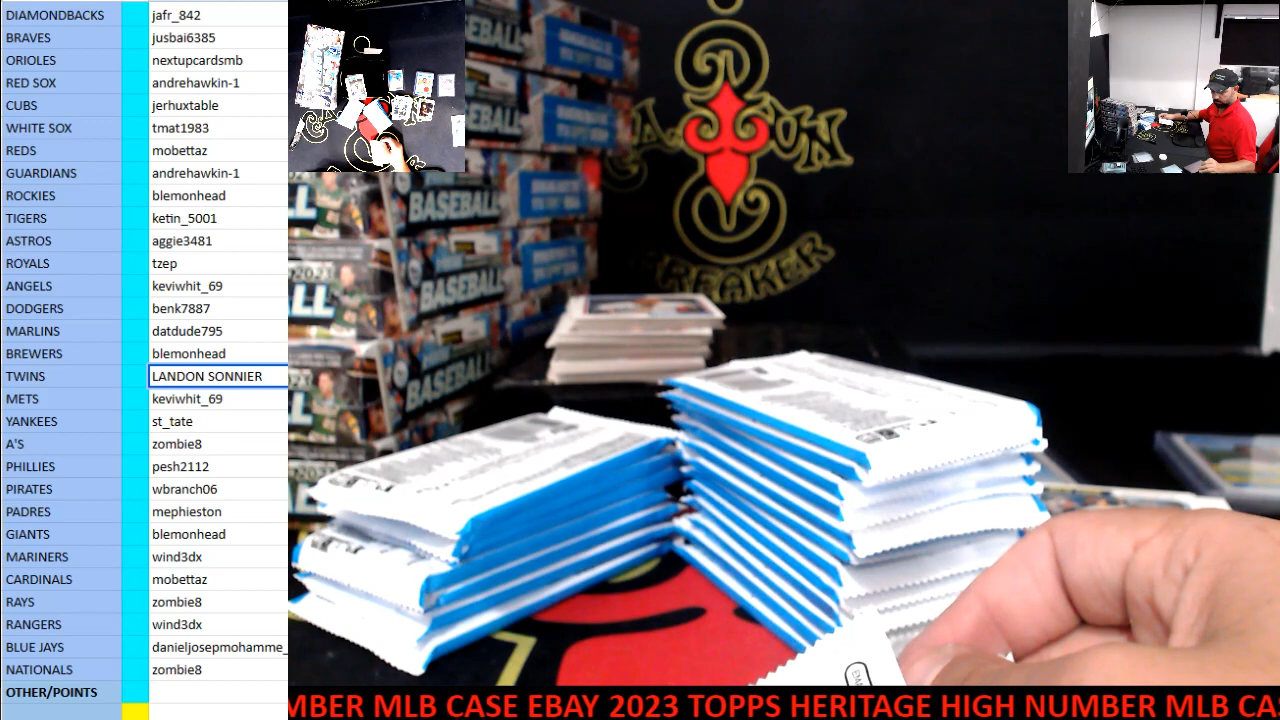 DIAMONDBACKS jafr_842
BRAVES jusbai6385
ORIOLES nextupcardsmb
RED SOX andrehawkin-1
CUBS jerhuxtable
WHITE SOX tmat1983
REDS mobettaz
GUARDIANS andrehawkin-1
ROCKIES blemonhead
TIGERS ketin_5001
ASTROS aggie3481
ROYALS tzep
ANGELS keviwhit_69
DODGERS benk7887
MARLINS datdude795
BREWERS blemonhead
TWINS LANDON SONNIER
METS keviwhit_69
YANKEES st_tate
A'S zombie8
PHILLIES pesh2112
PIRATES wbranch06
PADRES mephieston
GIANTS blemonhead
MARINERS wind3dx
CARDINALS mobettaz
RAYS zombie8
RANGERS wind3dx
BLUE JAYS danieljosepmohamme_
NATIONALS zombie8
OTHER/POINTS
BASEBALL
BASEBALL
BASEBALL
BREAKER
MBER MLB CASE EBAY 2023 TOPPS HERITAGE HIGH NUMBER MLB CA